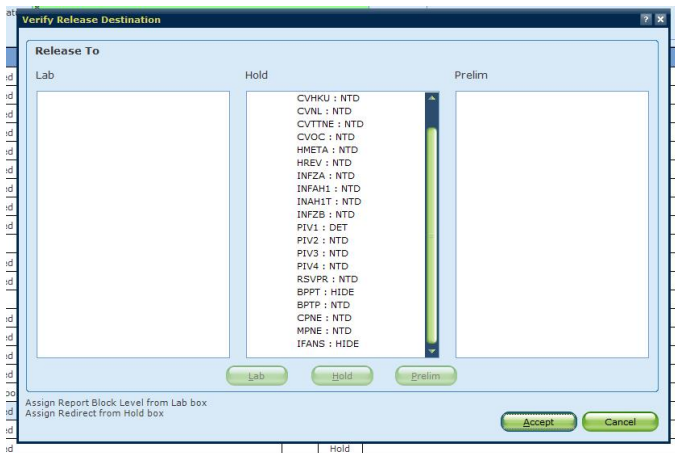 Verify Release Destination
Release To
Lab
Hold
Prelim
CVHKU : NTD
CVNL : NTD
CVTTNE : NTD
CVOC : NTD
HMETA : NTD
HREV : NTD
INFZA : NTD
INFAH1 : NTD
INAH1T : NTD
INFZB : NTD
PIV1 : DET
PIV2 : NTD
PIV3 : NTD
PIV4 : NTD
RSVPR : NTD
BPPT : HIDE
BPTP : NTD
CPNE : NTD
MPNE : NTD
IFANS : HIDE
Lab
Hold
Prelim
Assign Report Block Level from Lab box
Assign Redirect from Hold box
Accept
Cancel
Hold